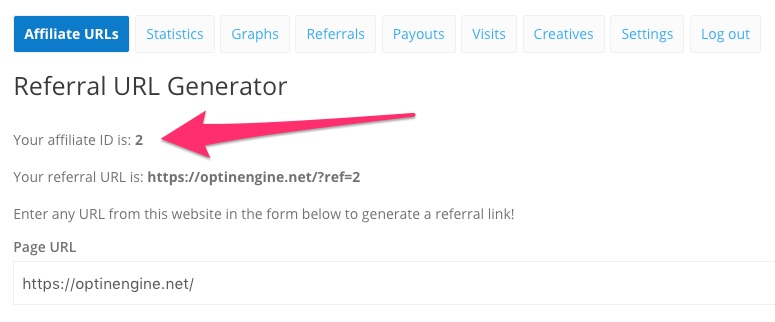 Affiliate URLs Statistics Graphs Referrals Payouts Visits Creatives Settings Log out
Referral URL Generator
Your affiliate ID is: 2
Your referral URL is: https://optinengine.net/?ref=2
Enter any URL from this website in the form below to generate a referral link!
Page URL
https://optinengine.net/